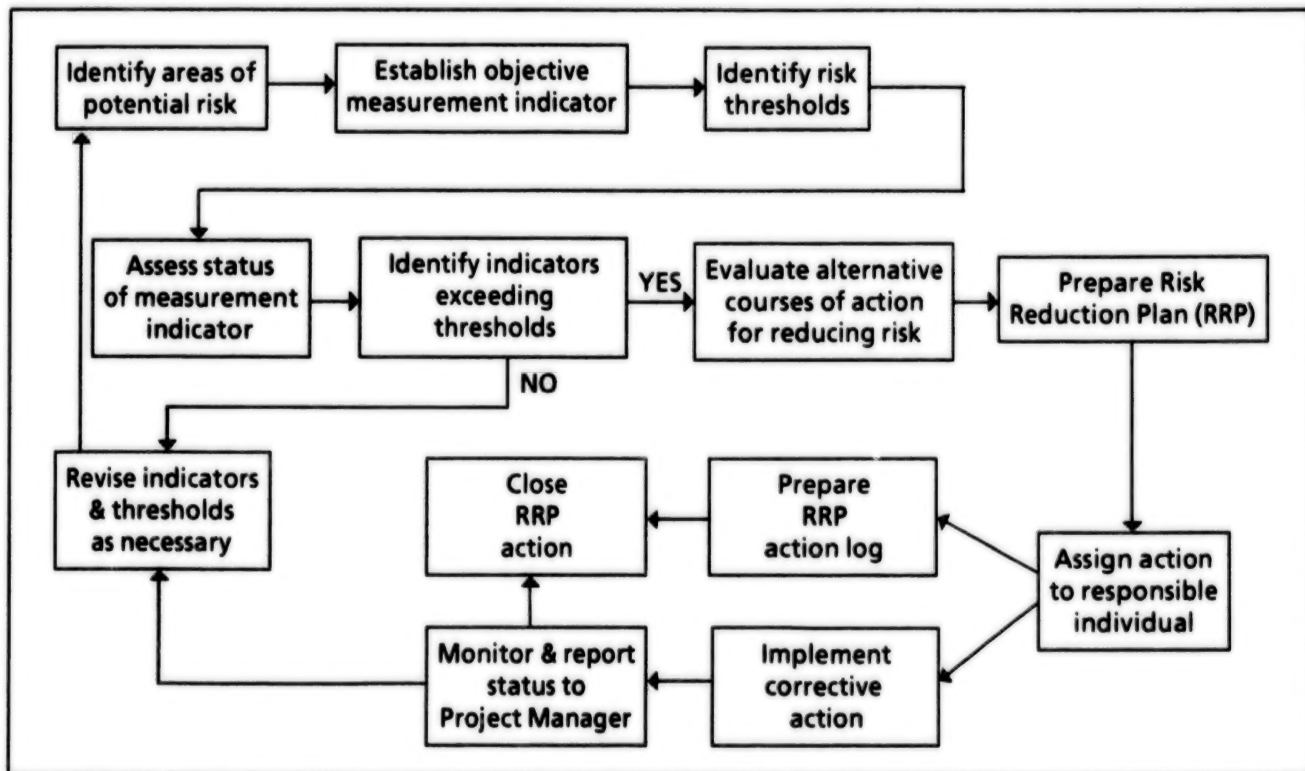 Identify areas of
potential risk
Establish objective
measurement indicator
Identify risk
thresholds
Assess status
of measurement
indicator
Identify indicators
exceeding
thresholds
YES
Evaluate alternative
courses of action
for reducing risk
Prepare Risk
Reduction Plan (RRP)
NO
Revise indicators
& thresholds
as necessary
Close
RRP
action
Prepare
RRP
action log
Assign action
to responsible
individual
Monitor & report
status to
Project Manager
Implement
corrective
action